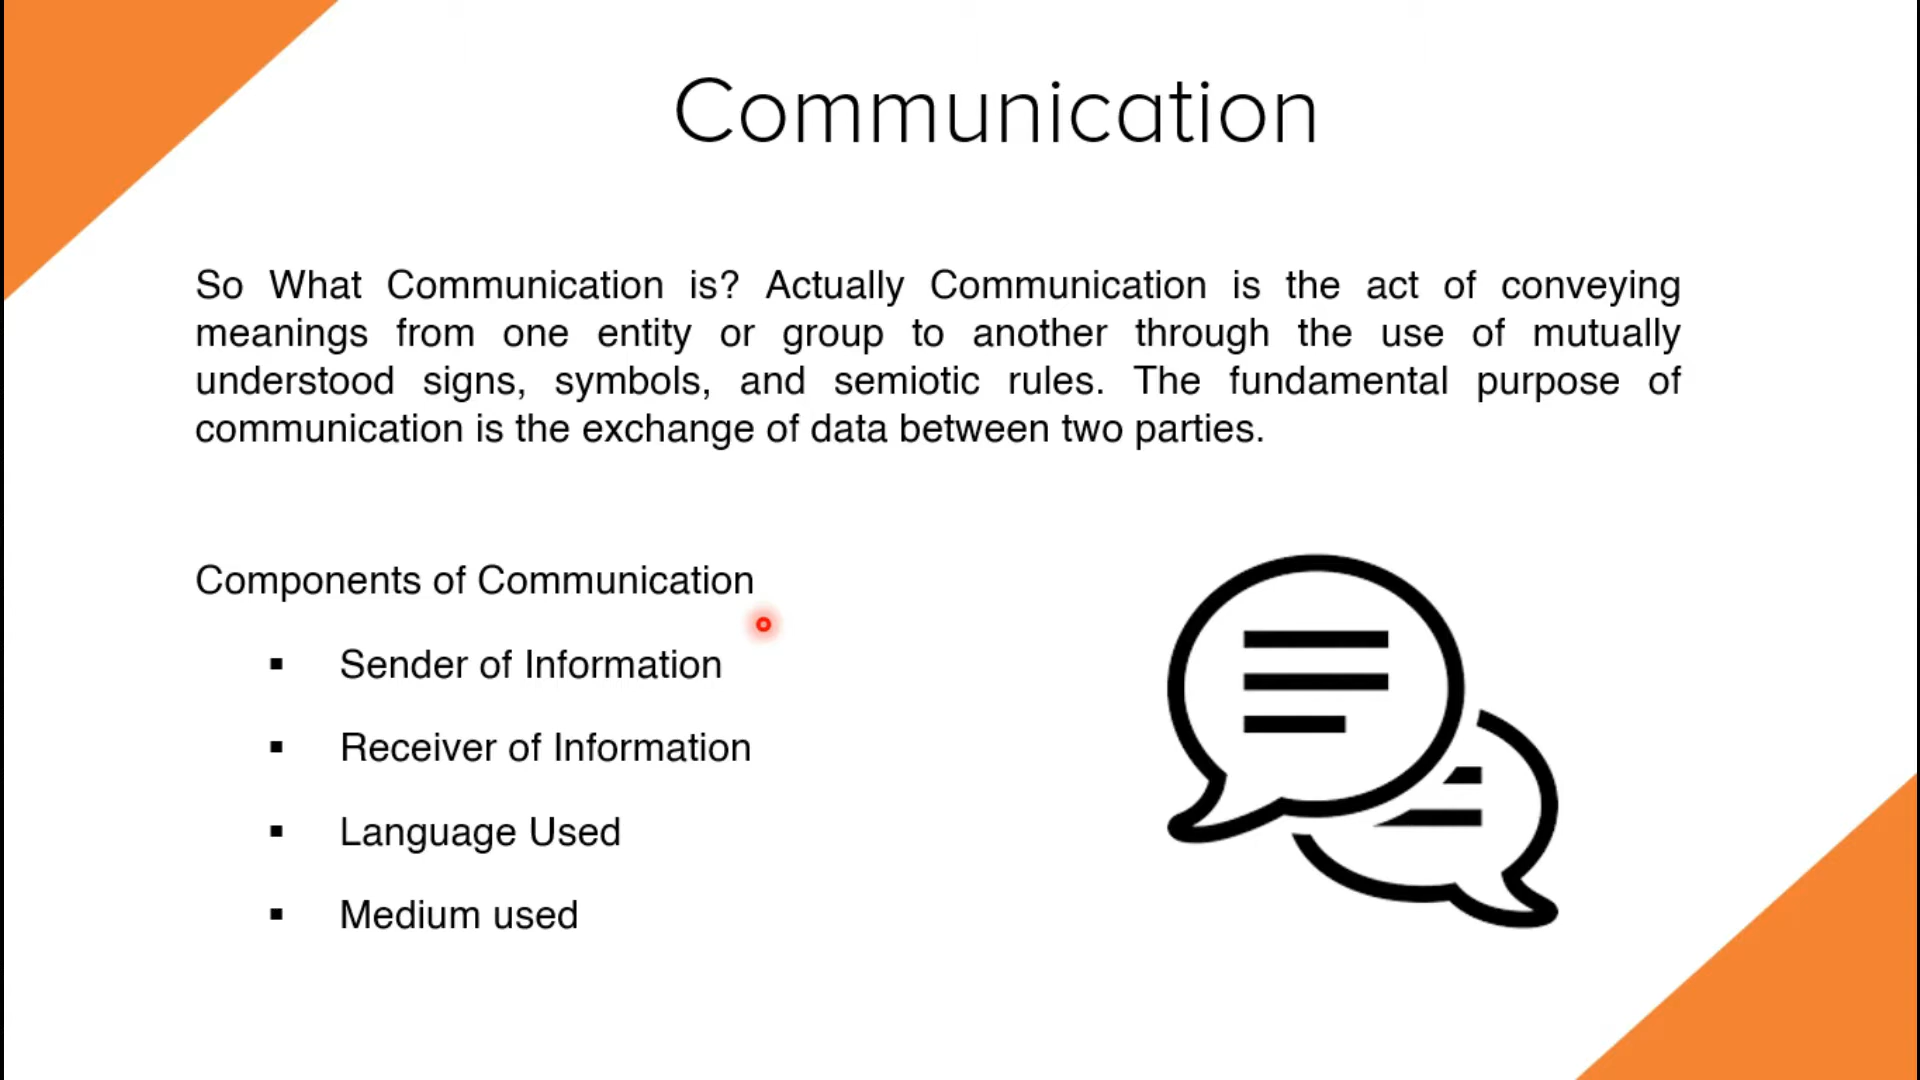 Communication
So What Communication is? Actually Communication is the act of conveying
meanings from one entity or group to another through the use of mutually
understood signs, symbols, and semiotic rules. The fundamental purpose of
communication is the exchange of data between two parties.
Components of Communication
▪ Sender of Information
▪ Receiver of Information
▪ Language Used
▪ Medium used